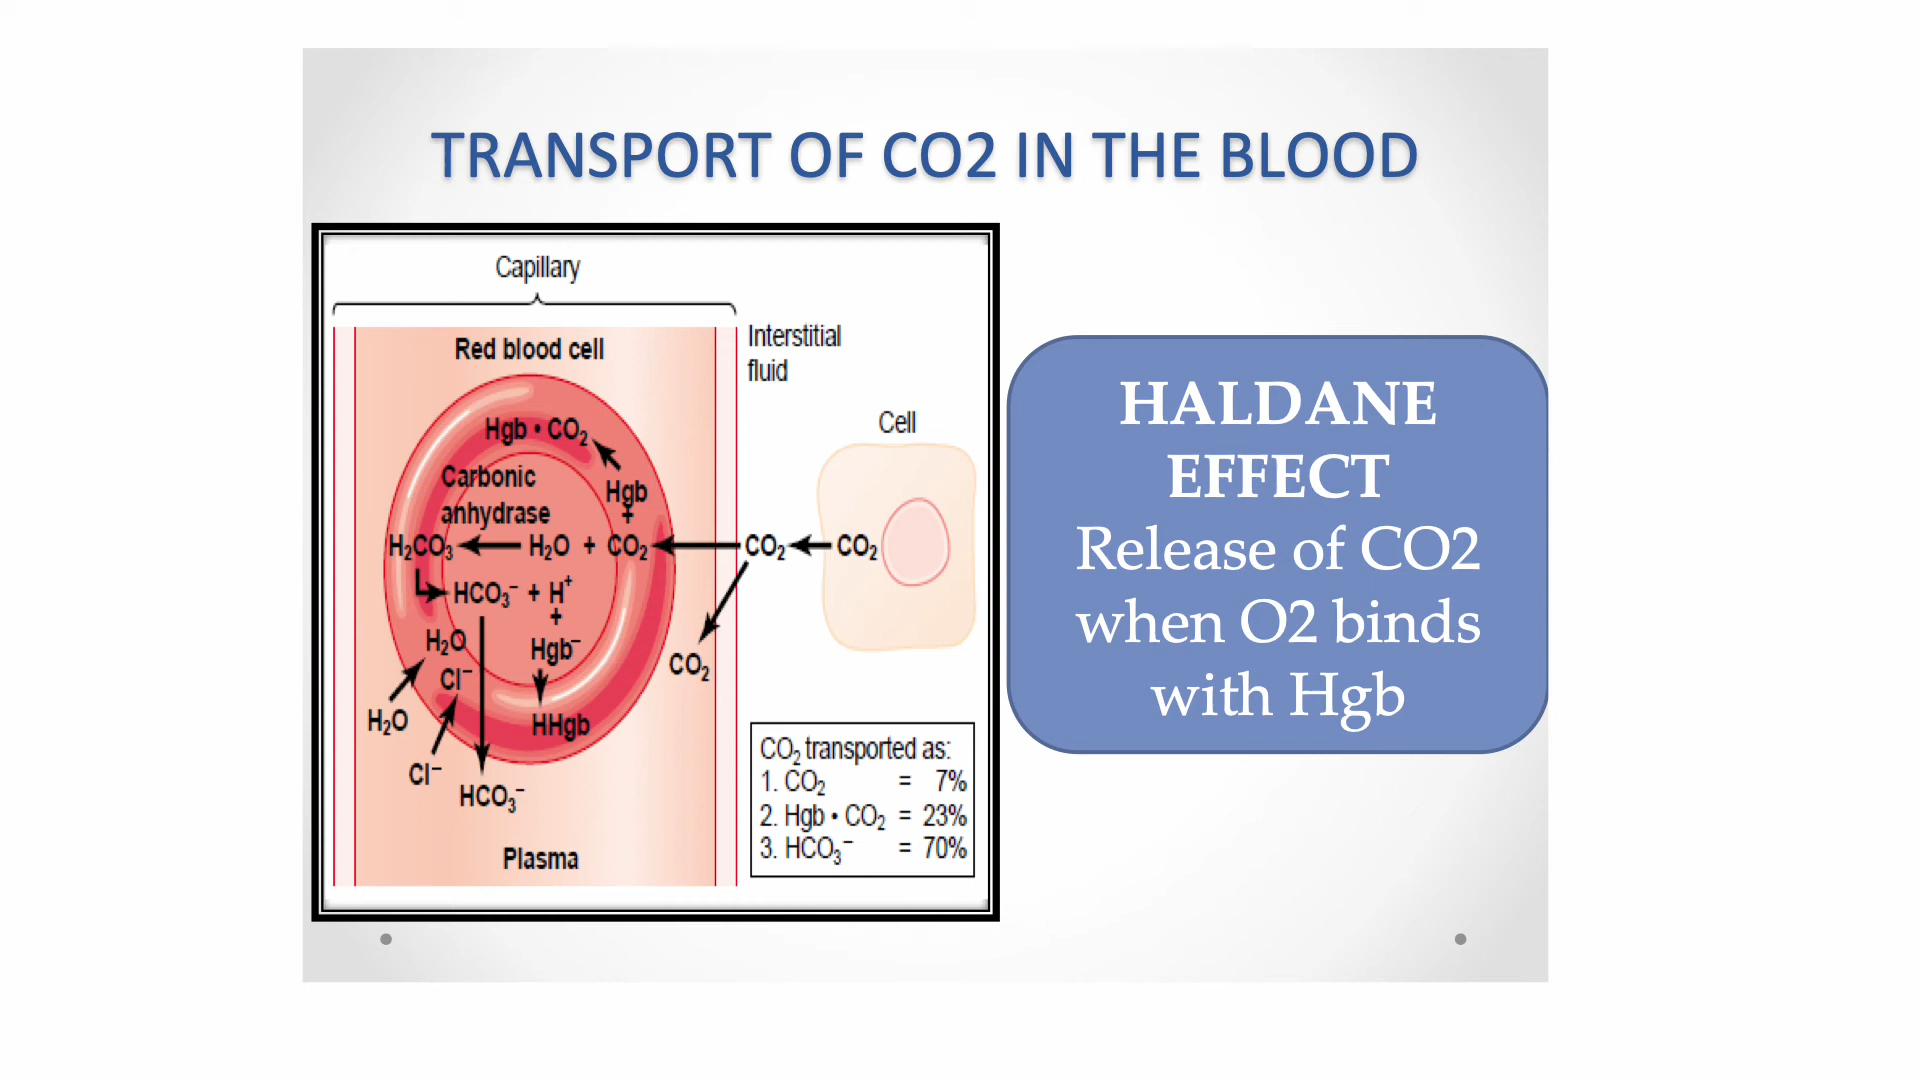 TRANSPORT OF CO2 IN THE BLOOD
Capillary
Interstitial
fluid
Red blood cell
Cell
Hgb • CO₂
Carbonic
anhydrase
Hgb
+
H₂CO₃ H₂O + CO₂ CO₂ CO₂
HCO₃⁻ + H⁺
+
Hgb⁻
H₂O
Cl⁻
CO₂
H₂O
HHgb
Cl⁻
HCO₃⁻
Plasma
CO₂ transported as:
1. CO₂ = 7%
2. Hgb • CO₂ = 23%
3. HCO₃⁻ = 70%
HALDANE
EFFECT
Release of CO2
when O2 binds
with Hgb